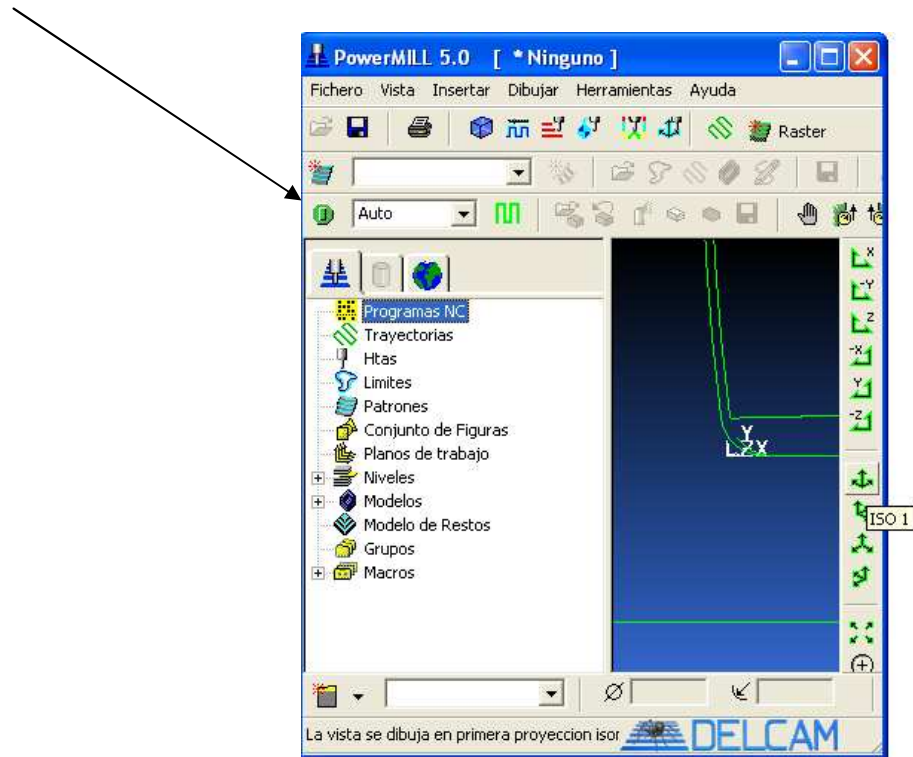 PowerMILL 5.0 [ * Ninguno ]
Fichero Vista Insertar Dibujar Herramientas Ayuda
Raster
Auto
Programas NC
Trayectorias
Htas
Limites
Patrones
Conjunto de Figuras
Planos de trabajo
Niveles
Modelos
Modelo de Restos
Grupos
Macros
X
-Y
Z
-X
Y
-Z
Y
Z X
ISO 1
La vista se dibuja en primera proyeccion isor
DELCAM